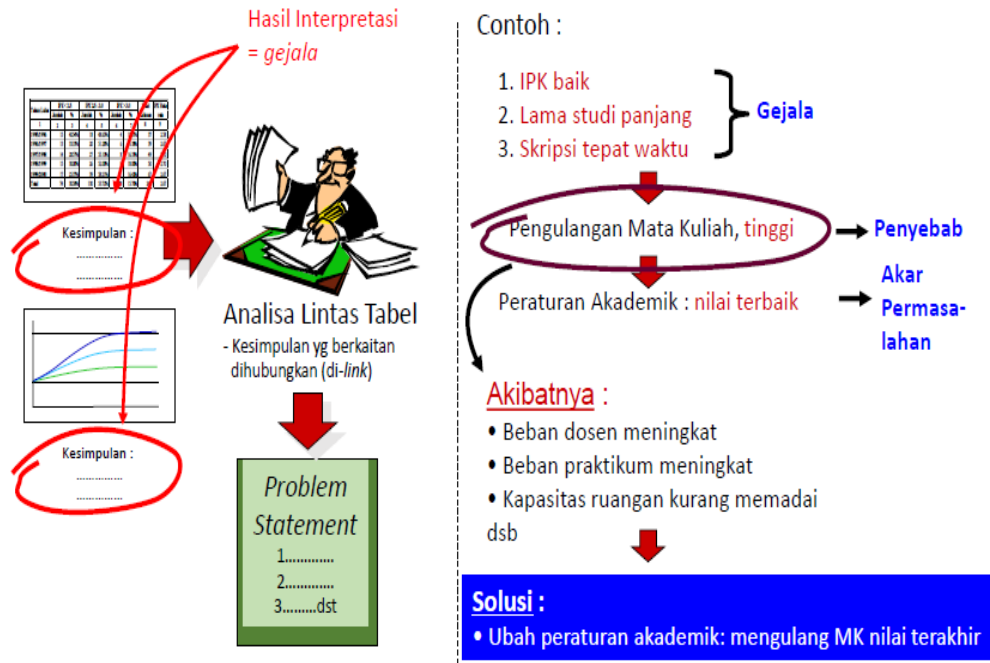 Hasil Interpretasi
= gejala
Kesimpulan :
................
................
Kesimpulan :
................
................
Analisa Lintas Tabel
- Kesimpulan yg berkaitan
dihubungkan (di-link)
Problem
Statement
1.............
2.............
3.........dst
Contoh :
1. IPK baik
2. Lama studi panjang
3. Skripsi tepat waktu
Gejala
Pengulangan Mata Kuliah, tinggi
Penyebab
Peraturan Akademik : nilai terbaik
Akar
Permasa-
lahan
Akibatnya :
• Beban dosen meningkat
• Beban praktikum meningkat
• Kapasitas ruangan kurang memadai
dsb
Solusi :
• Ubah peraturan akademik: mengulang MK nilai terakhir